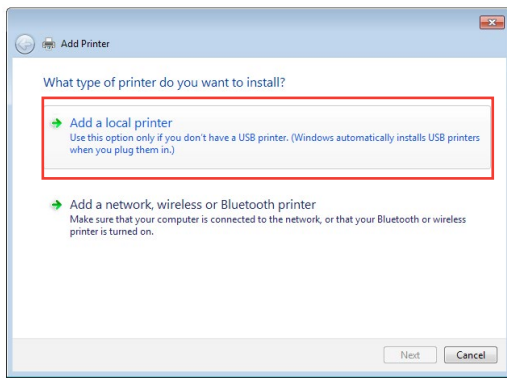 Add Printer
What type of printer do you want to install?
Add a local printer
Use this option only if you don't have a USB printer. (Windows automatically installs USB printers
when you plug them in.)
Add a network, wireless or Bluetooth printer
Make sure that your computer is connected to the network, or that your Bluetooth or wireless
printer is turned on.
Next Cancel